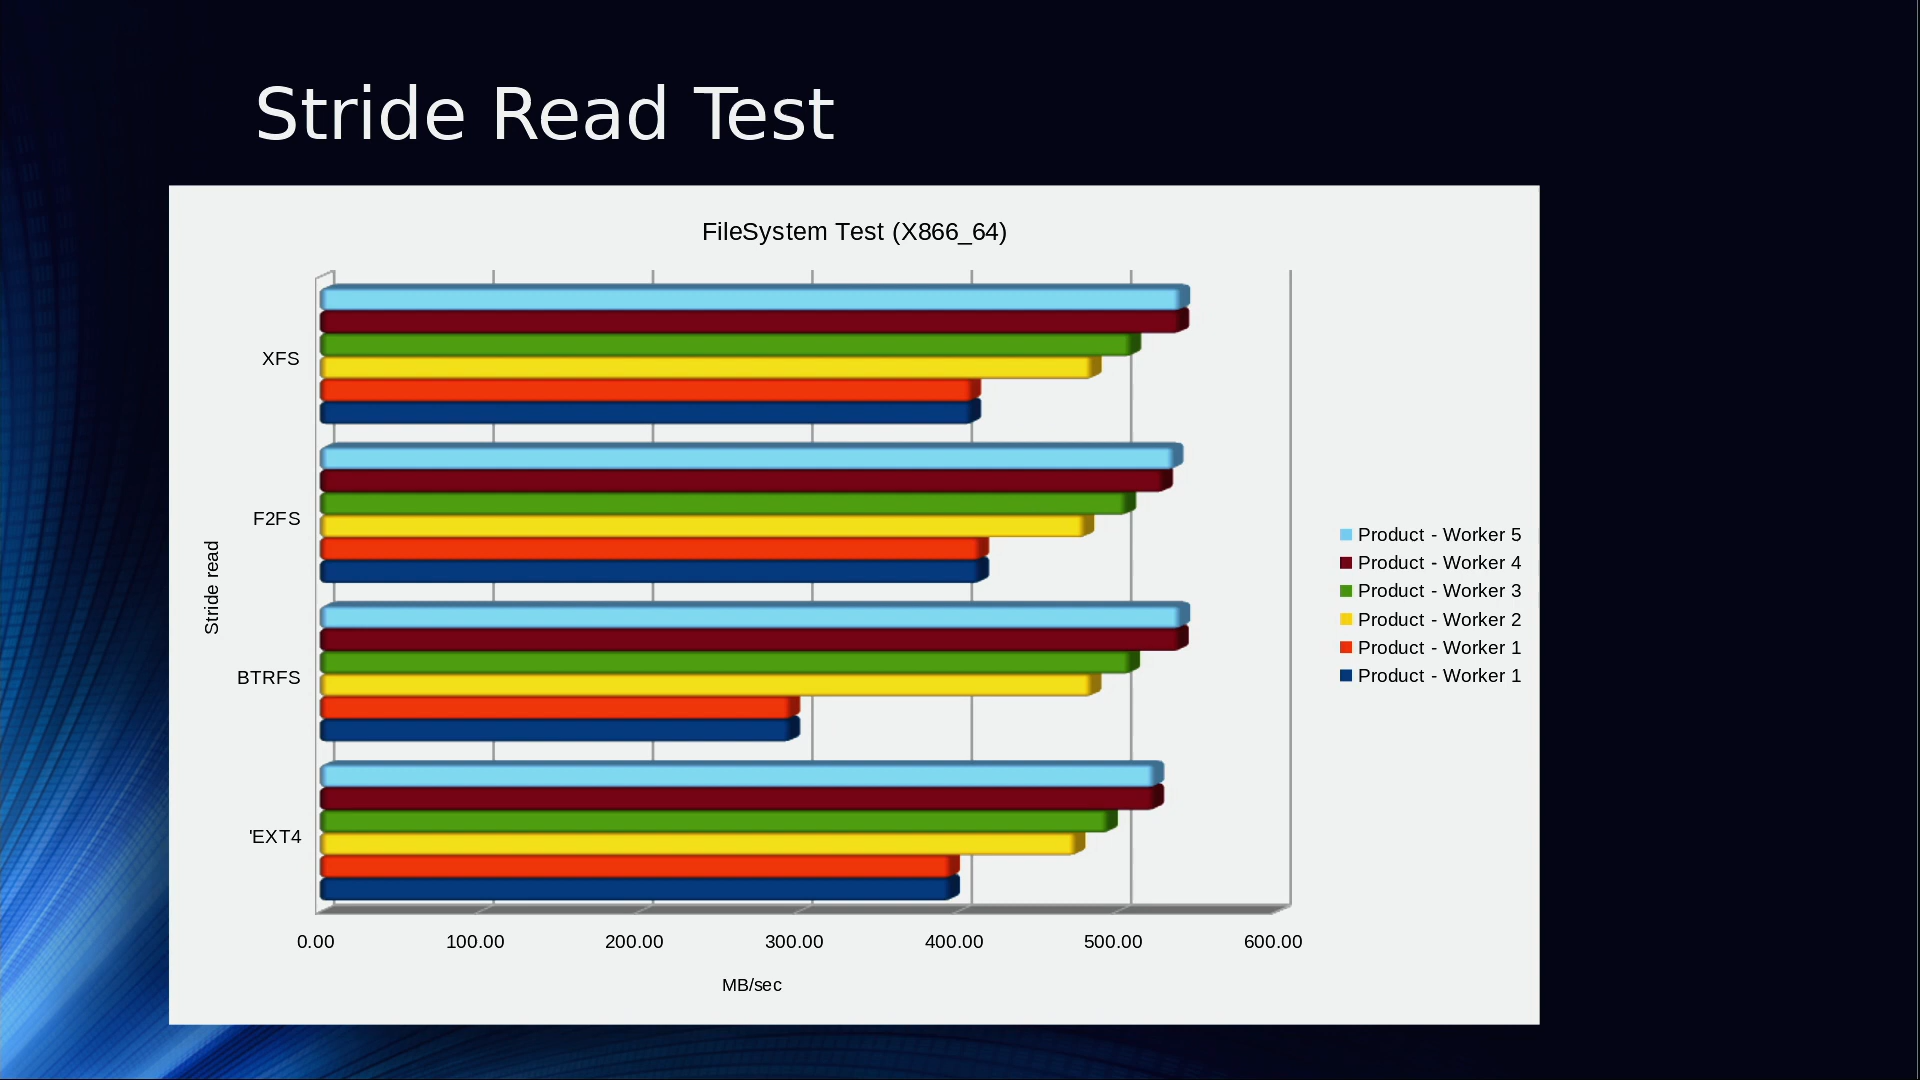 Stride Read Test
FileSystem Test (X866_64)
XFS
F2FS
BTRFS
'EXT4
Stride read
0.00 100.00 200.00 300.00 400.00 500.00 600.00
MB/sec
Product - Worker 5
Product - Worker 4
Product - Worker 3
Product - Worker 2
Product - Worker 1
Product - Worker 1